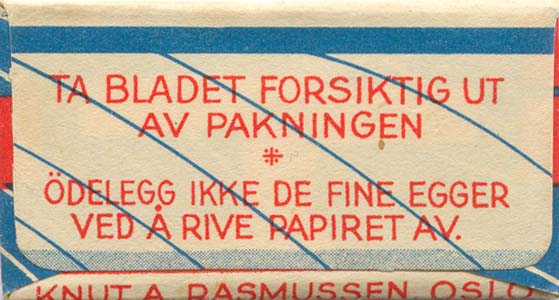 TA BLADET FORSIKTIG UT
AV PAKNINGEN
ÖDELEGG IKKE DE FINE EGGER
VED Å RIVE PAPIRET AV.
KNUT A. RASMUSSEN, OSLO